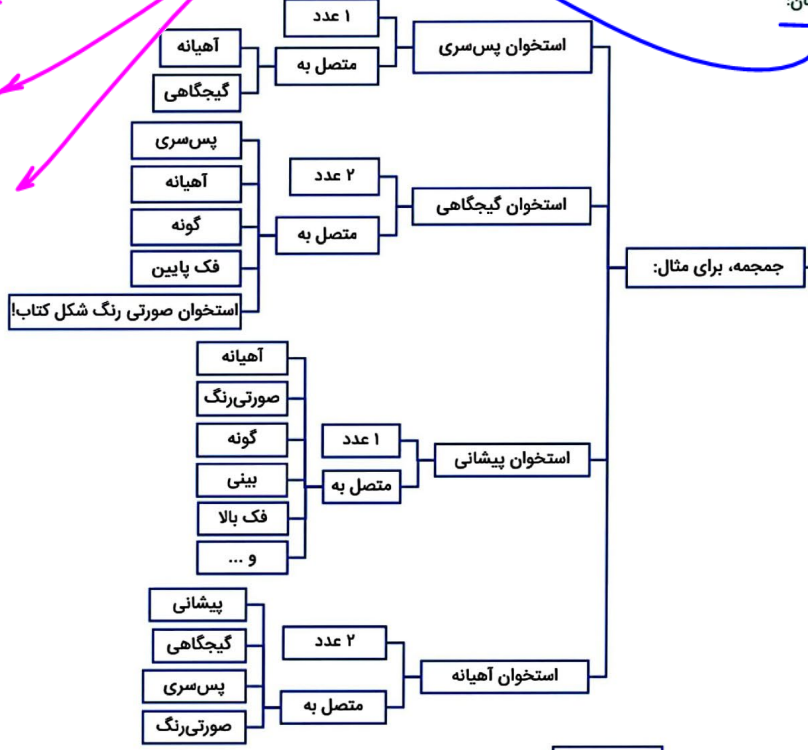 جمجمه، برای مثال:
استخوان پس‌سری
۱ عدد
متصل به
آهیانه
گیجگاهی
استخوان گیجگاهی
۲ عدد
متصل به
پس‌سری
آهیانه
گونه
فک پایین
استخوان صورتی رنگ شکل کتاب!
استخوان پیشانی
۱ عدد
متصل به
آهیانه
صورتی‌رنگ
گونه
بینی
فک بالا
و ...
استخوان آهیانه
۲ عدد
متصل به
پیشانی
گیجگاهی
پس‌سری
صورتی‌رنگ